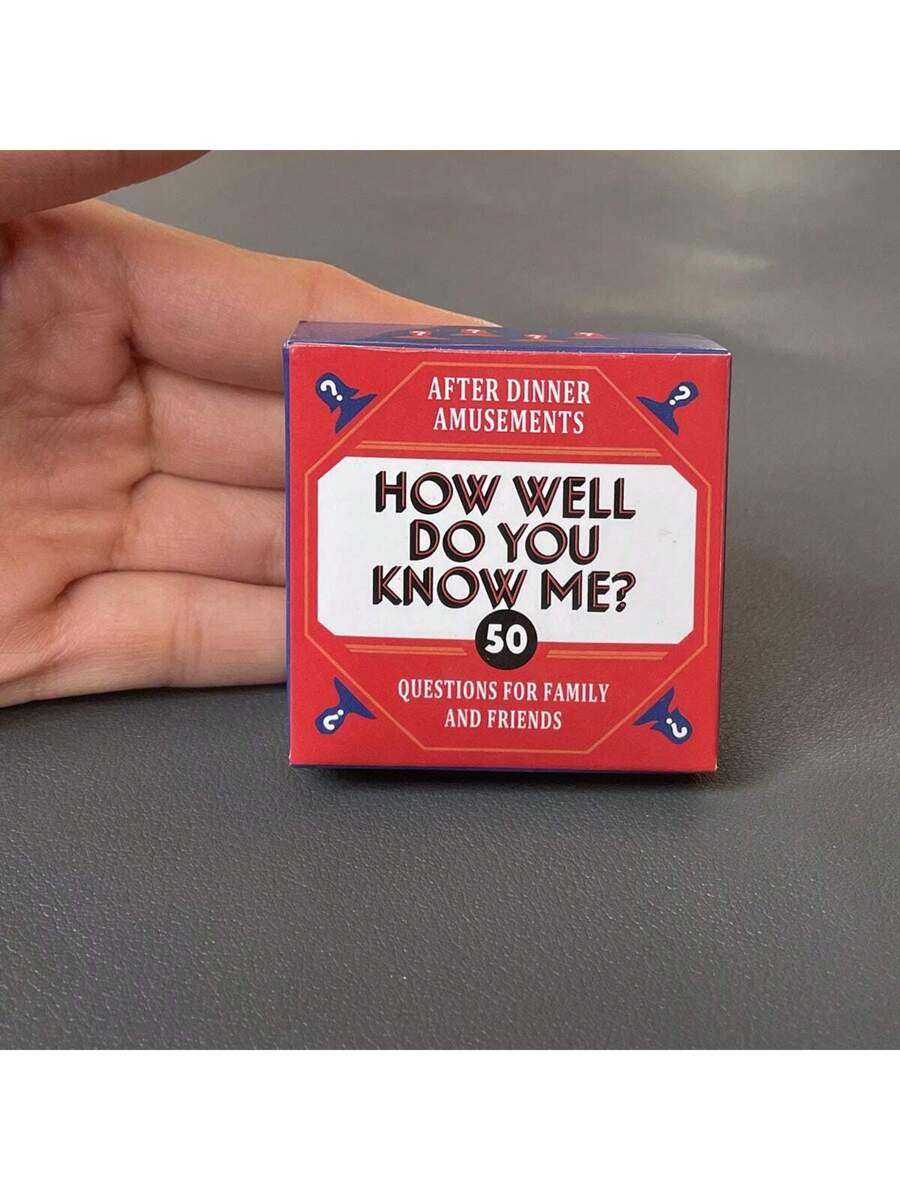 AFTER DINNER
AMUSEMENTS
HOW WELL
DO YOU
KNOW ME?
50
QUESTIONS FOR FAMILY
AND FRIENDS
?
?
?
?